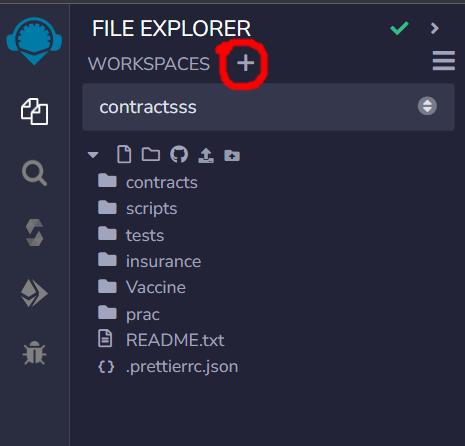 FILE EXPLORER
WORKSPACES
contractsss
contracts
scripts
tests
insurance
Vaccine
prac
README.txt
{} .prettierrc.json